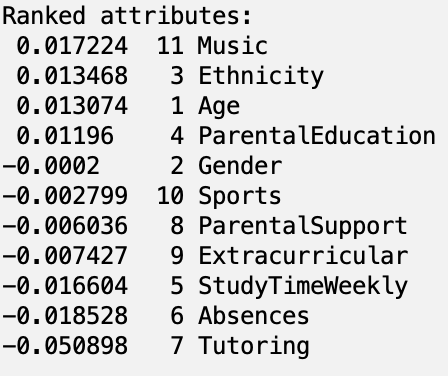 Ranked attributes:
0.017224 11 Music
0.013468 3 Ethnicity
0.013074 1 Age
0.01196 4 ParentalEducation
-0.0002 2 Gender
-0.002799 10 Sports
-0.006036 8 ParentalSupport
-0.007427 9 Extracurricular
-0.016604 5 StudyTimeWeekly
-0.018528 6 Absences
-0.050898 7 Tutoring